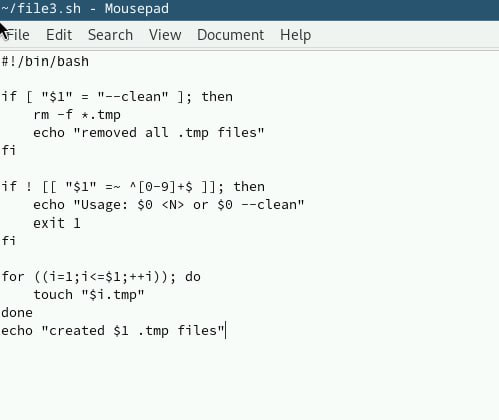 ~/file3.sh - Mousepad
File Edit Search View Document Help
#!/bin/bash
if [ "$1" = "--clean" ]; then
    rm -f *.tmp
    echo "removed all .tmp files"
fi
if ! [[ "$1" =~ ^[0-9]+$ ]]; then
    echo "Usage: $0 <N> or $0 --clean"
    exit 1
fi
for ((i=1;i<=$1;++i)); do
    touch "$i.tmp"
done
echo "created $1 .tmp files"